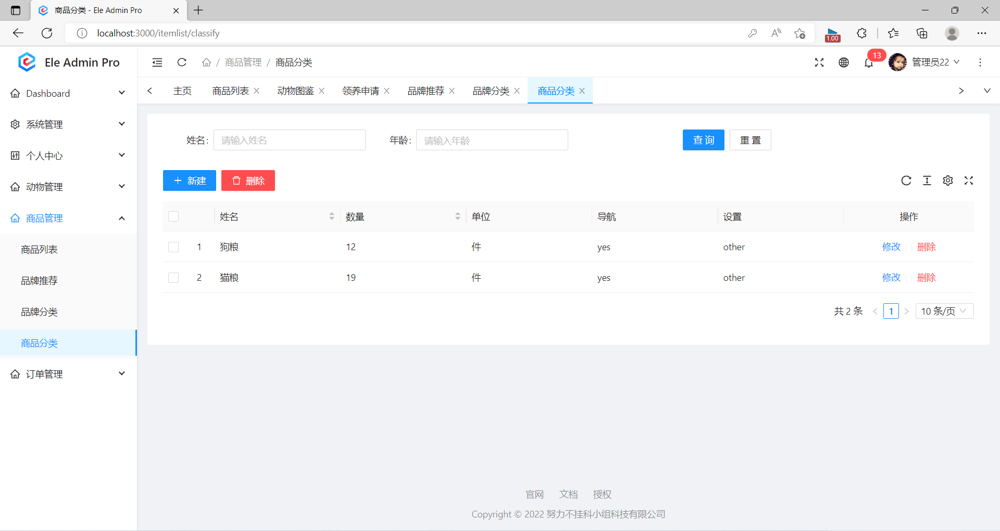 商品分类 - Ele Admin Pro
localhost:3000/itemlist/classify
1.00
Ele Admin Pro
/ 商品管理 / 商品分类
13
管理员22
Dashboard
系统管理
个人中心
动物管理
商品管理
商品列表
品牌推荐
品牌分类
商品分类
订单管理
主页 商品列表 动物图鉴 领养申请 品牌推荐 品牌分类 商品分类
姓名: 请输入姓名 年龄: 请输入年龄 查 询 重 置
新建 删除
姓名 数量 单位 导航 设置 操作
1 狗粮 12 件 yes other 修改 删除
2 猫粮 19 件 yes other 修改 删除
共 2 条 < 1 > 10 条/页
官网 文档 授权
Copyright © 2022 努力不挂科小组科技有限公司